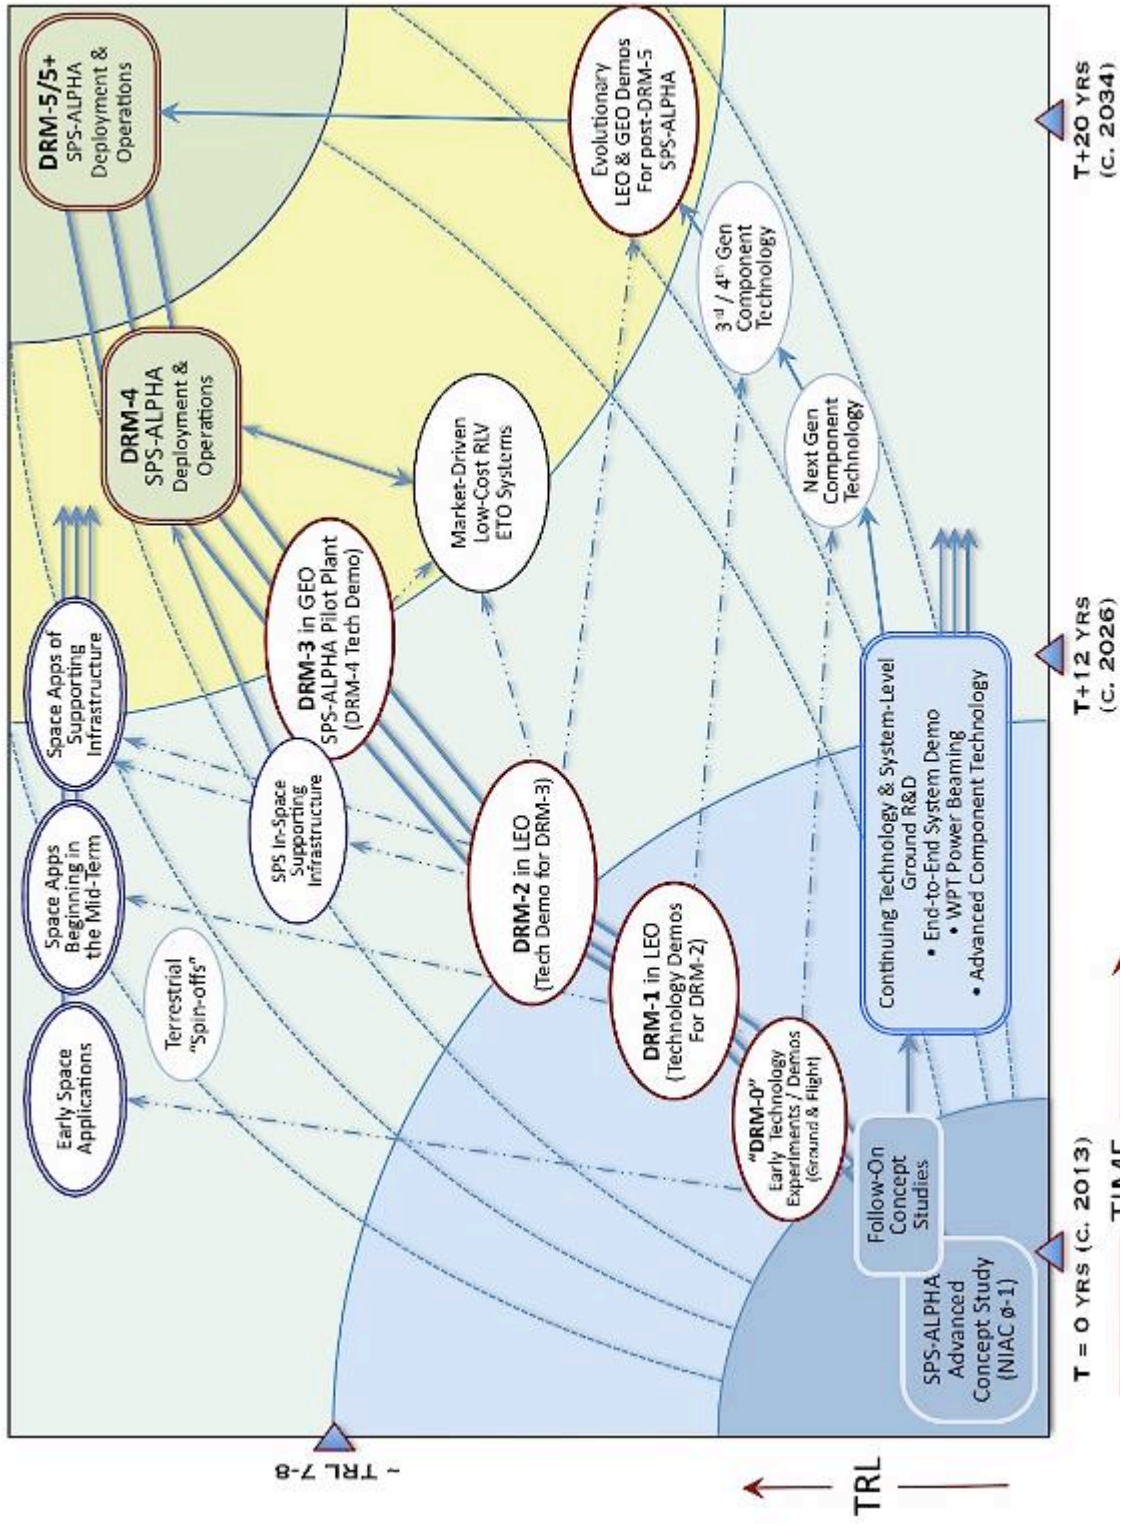 Early Space
Applications
Space Apps
Beginning in
the Mid-Term
Space Apps of
Supporting
Infrastructure
DRM-5/5+
SPS-ALPHA
Deployment &
Operations
Terrestrial
"Spin-offs"
DRM-4
SPS-ALPHA
Deployment &
Operations
SPS In-Space
Supporting
Infrastructure
DRM-3 in GEO
SPS-ALPHA Pilot Plant
(DRM-4 Tech Demo)
~ TRL 7-8
Market-Driven
Low-Cost RLV
ETO Systems
DRM-2 in LEO
(Tech Demo for DRM-3)
Evolutionary
LEO & GEO Demos
For post-DRM-5
SPS-ALPHA
DRM-1 in LEO
(Technology Demos
For DRM-2)
3rd / 4th Gen
Component
Technology
"DRM-0"
Early Technology
Experiments / Demos
(Ground & Flight)
Next Gen
Component
Technology
Follow-On
Concept
Studies
Continuing Technology & System-Level
Ground R&D
• End-to-End System Demo
• WPT Power Beaming
• Advanced Component Technology
SPS-ALPHA
Advanced
Concept Study
(NIAC ø-1)
TRL
T = 0 YRS (C. 2013)
T+12 YRS
(C. 2026)
T+20 YRS
(C. 2034)